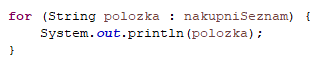 for (String polozka : nakupniSeznam) {
    System.out.println(polozka);
}